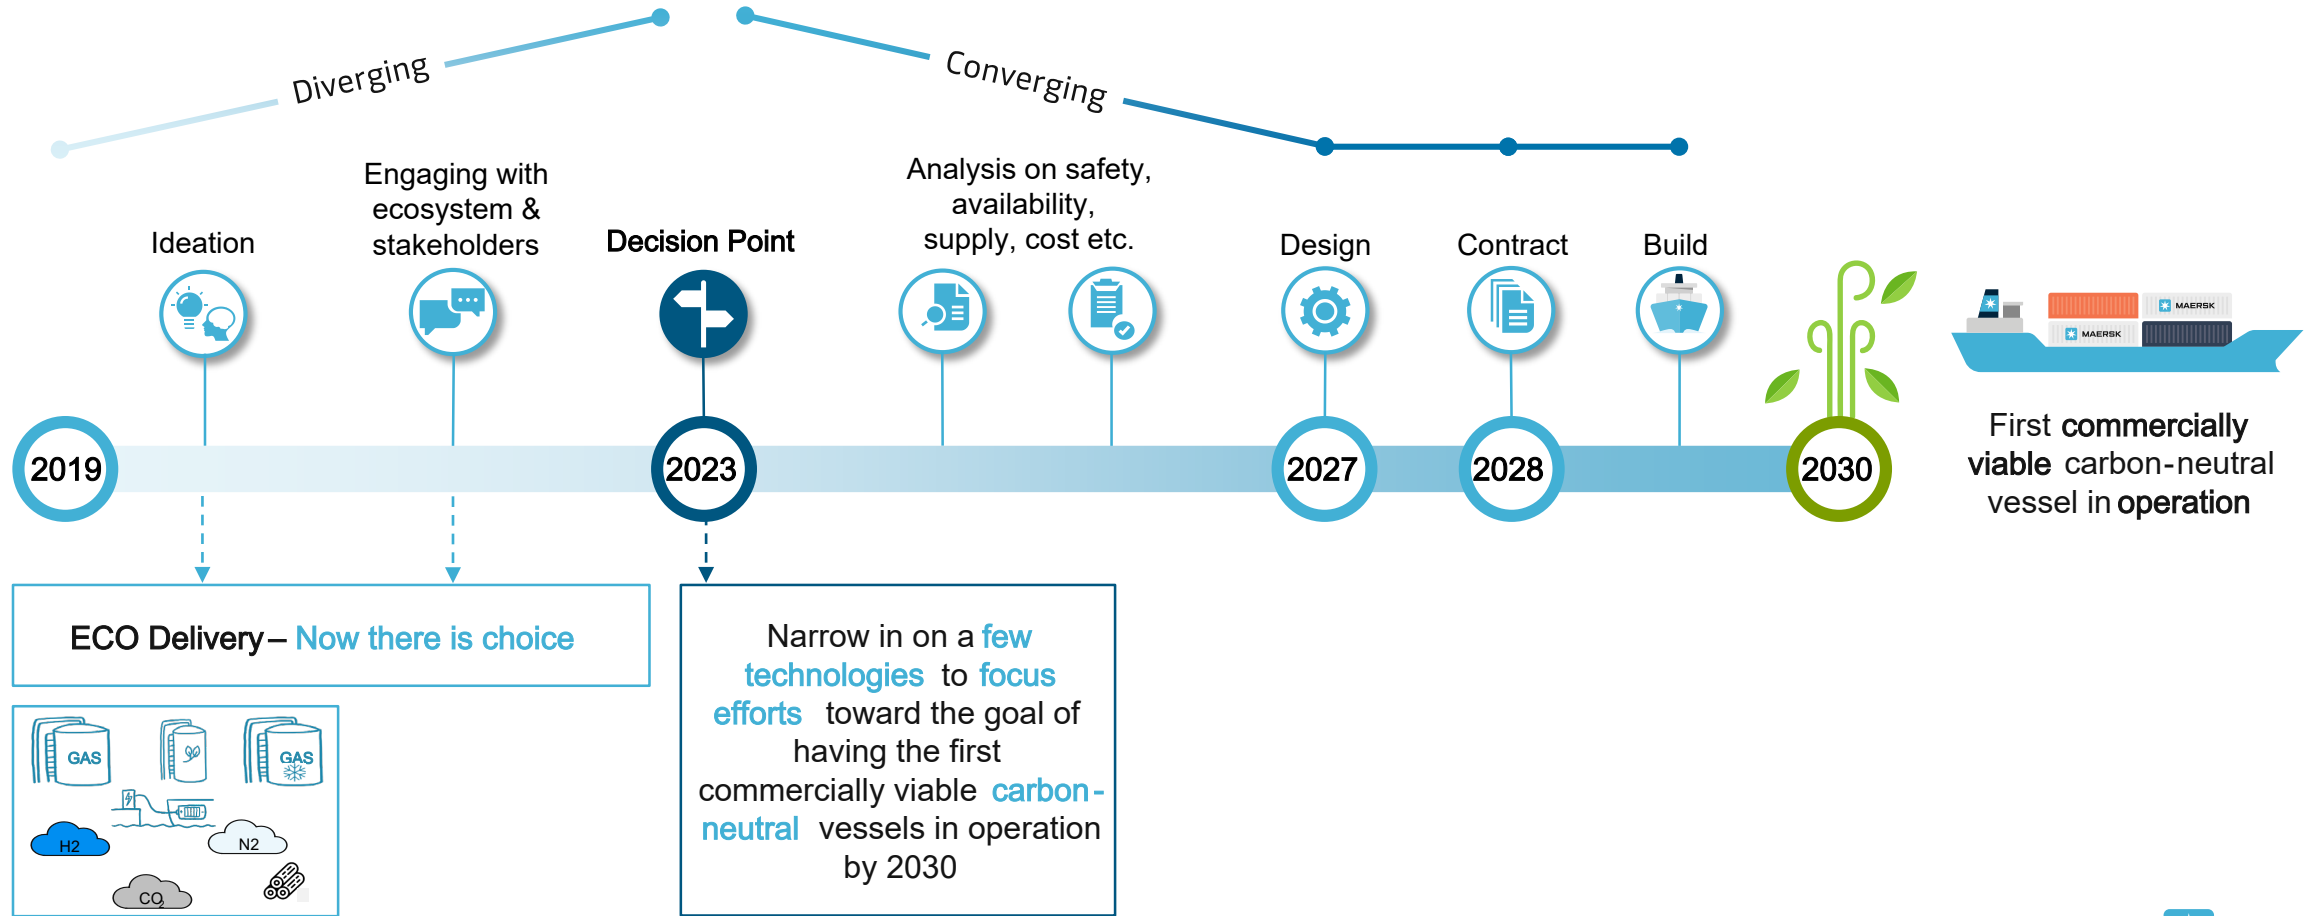 Diverging
Converging
Ideation
Engaging with
ecosystem &
stakeholders
Decision Point
Analysis on safety,
availability,
supply, cost etc.
Design
Contract
Build
MAERSK
MAERSK
2019
2023
2027
2028
2030
First commercially
viable carbon-neutral
vessel in operation
ECO Delivery – Now there is choice
Narrow in on a few
technologies to focus
efforts toward the goal of
having the first
commercially viable carbon-
neutral vessels in operation
by 2030
GAS
GAS
H2
N2
CO2